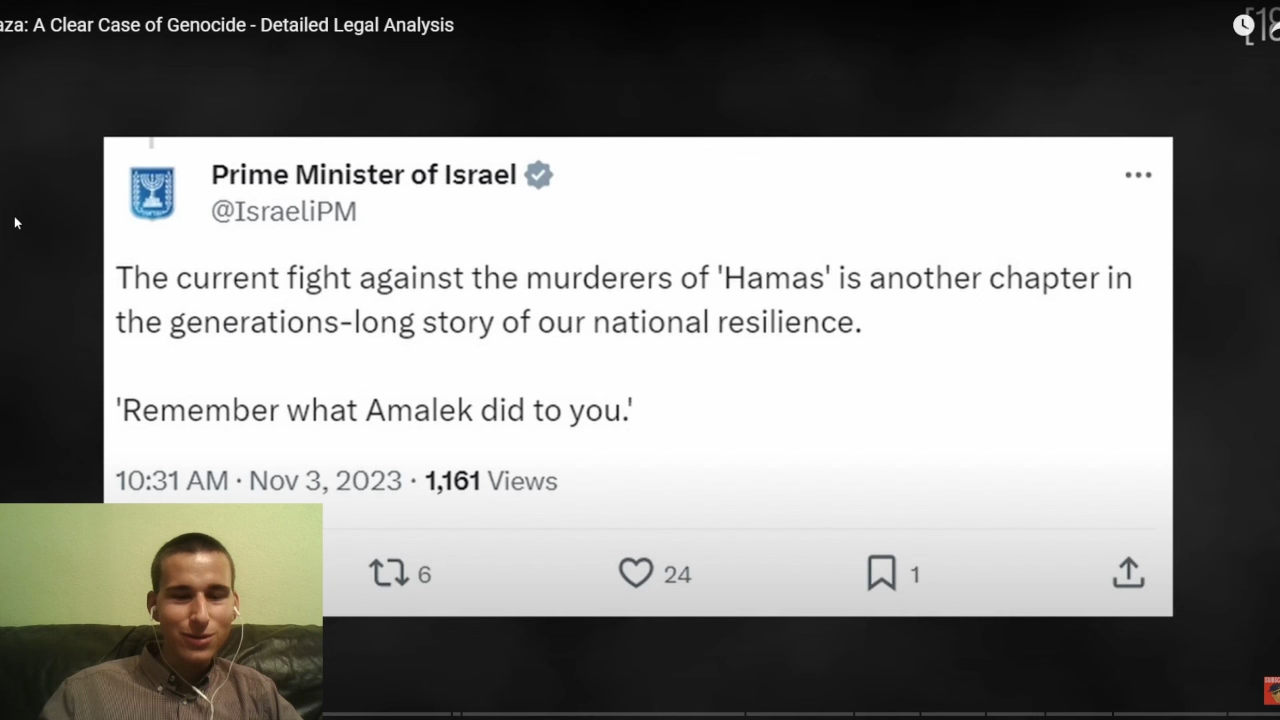 aza: A Clear Case of Genocide - Detailed Legal Analysis
[18
Prime Minister of Israel
@IsraeliPM
The current fight against the murderers of 'Hamas' is another chapter in
the generations-long story of our national resilience.
'Remember what Amalek did to you.'
10:31 AM · Nov 3, 2023 · 1,161 Views
6
24
1